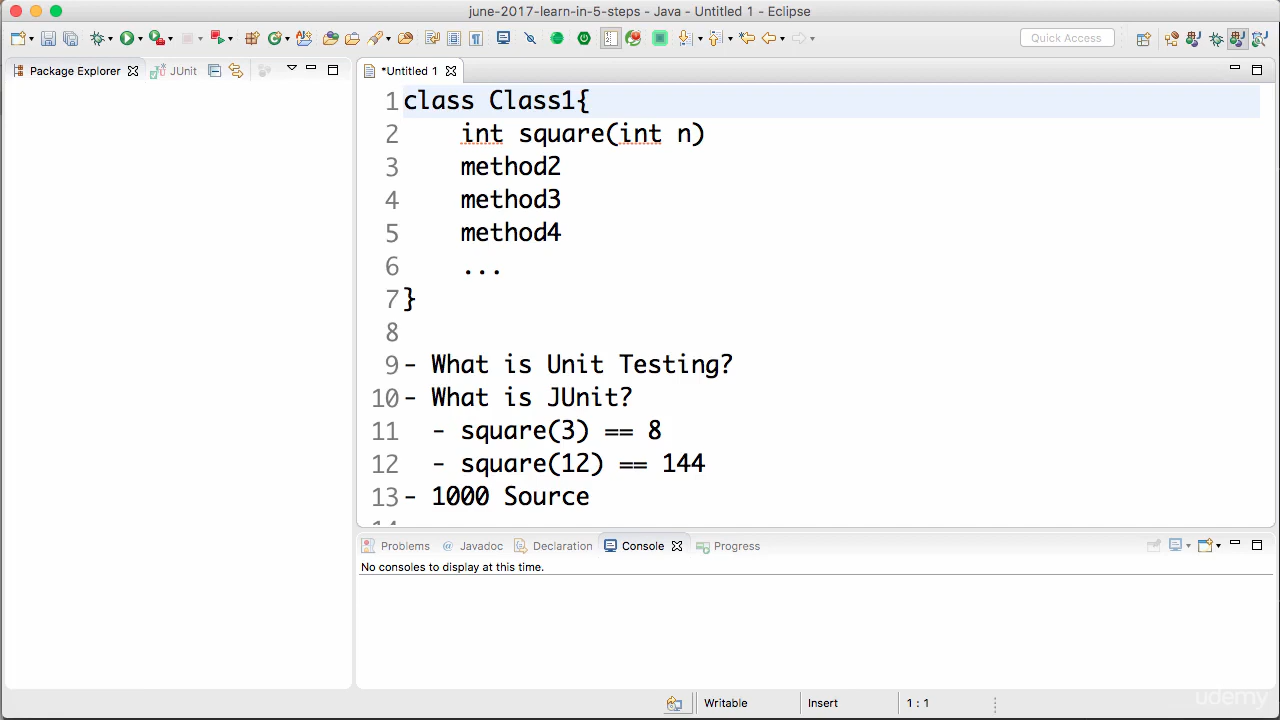 june-2017-learn-in-5-steps - Java - Untitled 1 - Eclipse
Quick Access
Package Explorer
JUnit
*Untitled 1
1 class Class1{
2 int square(int n)
3 method2
4 method3
5 method4
6 ...
7 }
8
9 - What is Unit Testing?
10 - What is JUnit?
11 - square(3) == 8
12 - square(12) == 144
13 - 1000 Source
14
Problems @ Javadoc Declaration Console Progress
No consoles to display at this time.
Writable Insert 1 : 1
udemy